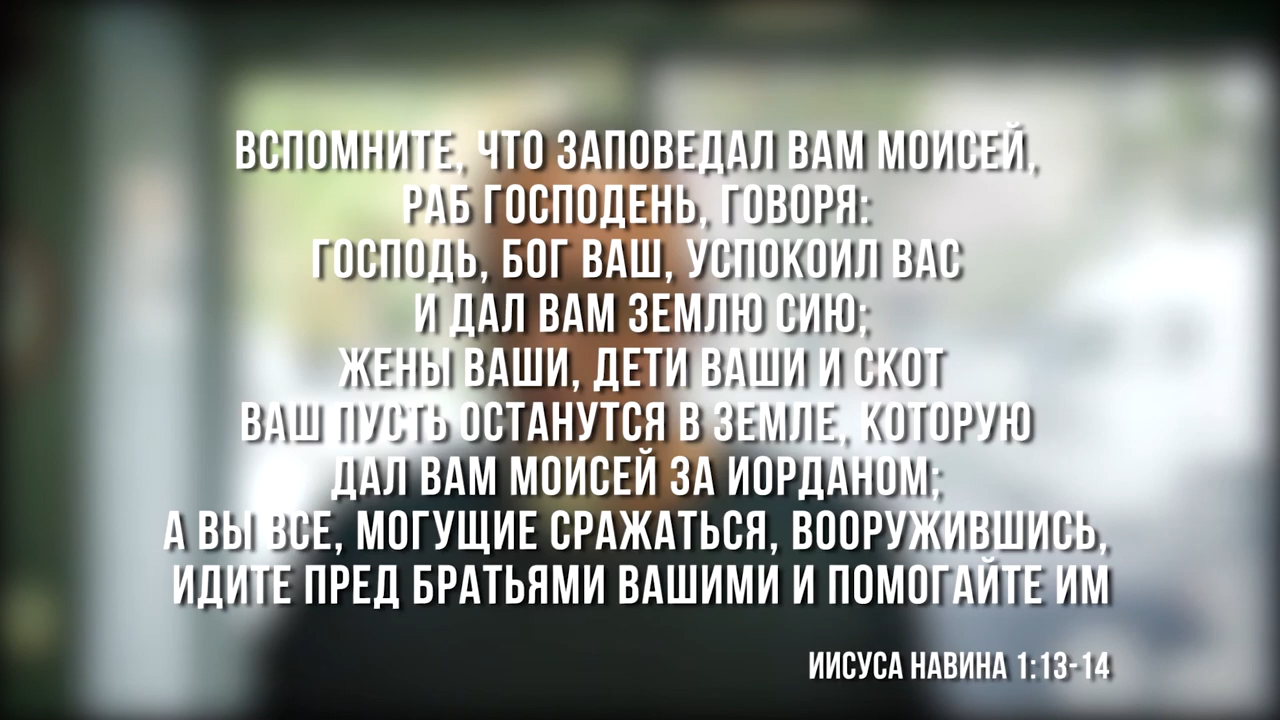 ВСПОМНИТЕ, ЧТО ЗАПОВЕДАЛ ВАМ МОИСЕЙ,
РАБ ГОСПОДЕНЬ, ГОВОРЯ:
ГОСПОДЬ, БОГ ВАШ, УСПОКОИЛ ВАС
И ДАЛ ВАМ ЗЕМЛЮ СИЮ;
ЖЕНЫ ВАШИ, ДЕТИ ВАШИ И СКОТ
ВАШ ПУСТЬ ОСТАНУТСЯ В ЗЕМЛЕ, КОТОРУЮ
ДАЛ ВАМ МОИСЕЙ ЗА ИОРДАНОМ;
А ВЫ ВСЕ, МОГУЩИЕ СРАЖАТЬСЯ, ВООРУЖИВШИСЬ,
ИДИТЕ ПРЕД БРАТЬЯМИ ВАШИМИ И ПОМОГАЙТЕ ИМ
ИИСУСА НАВИНА 1:13-14